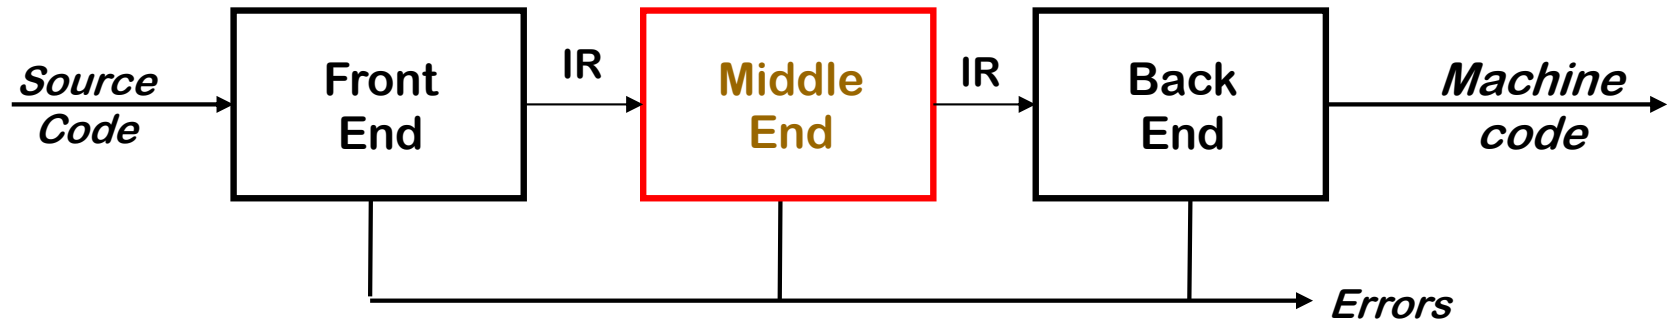 Source
Code
Front
End
IR
Middle
End
IR
Back
End
Machine
code
Errors